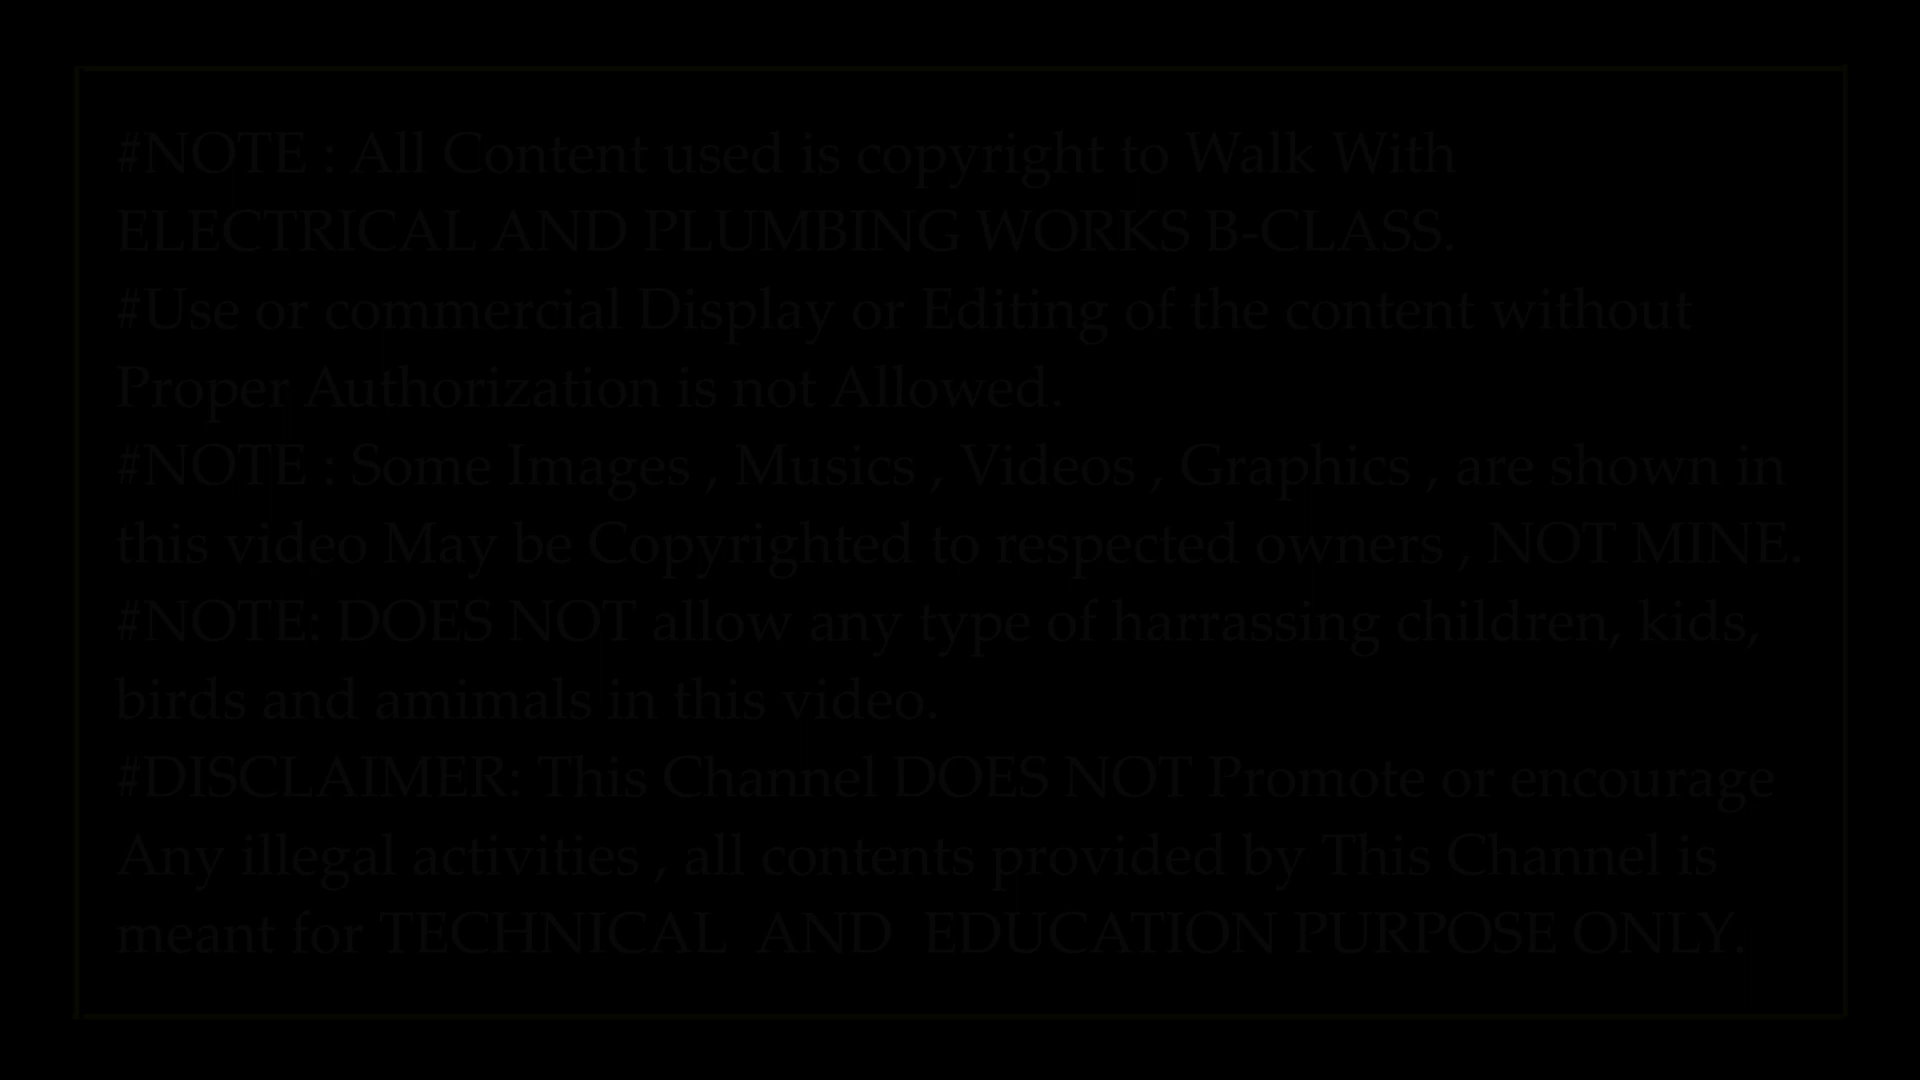 #NOTE : All Content used is copyright to Walk With
ELECTRICAL AND PLUMBING WORKS B-CLASS.
#Use or commercial Display or Editing of the content without
Proper Authorization is not Allowed.
#NOTE : Some Images , Musics , Videos , Graphics , are shown in
this video May be Copyrighted to respected owners , NOT MINE.
#NOTE: DOES NOT allow any type of harrassing children, kids,
birds and amimals in this video.
#DISCLAIMER: This Channel DOES NOT Promote or encourage
Any illegal activities , all contents provided by This Channel is
meant for TECHNICAL  AND  EDUCATION PURPOSE ONLY.